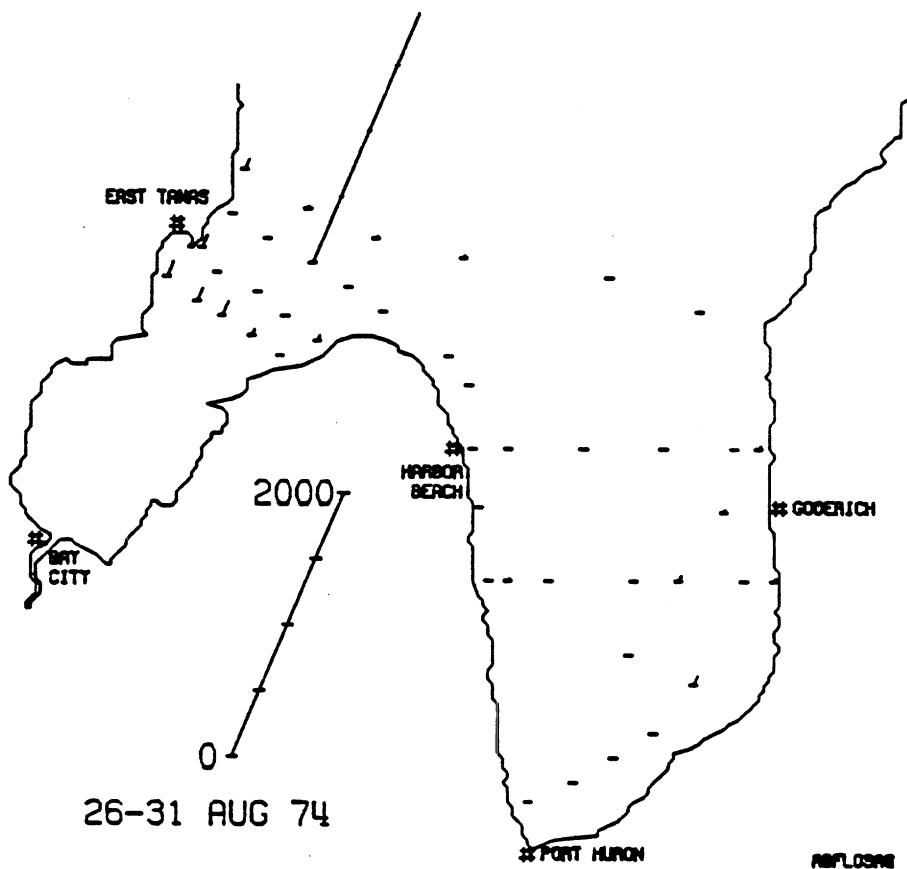 EAST TAWAS
HARBOR
BEACH
2000
# GODERICH
BAY
CITY
0
26-31 AUG 74
# PORT HURON